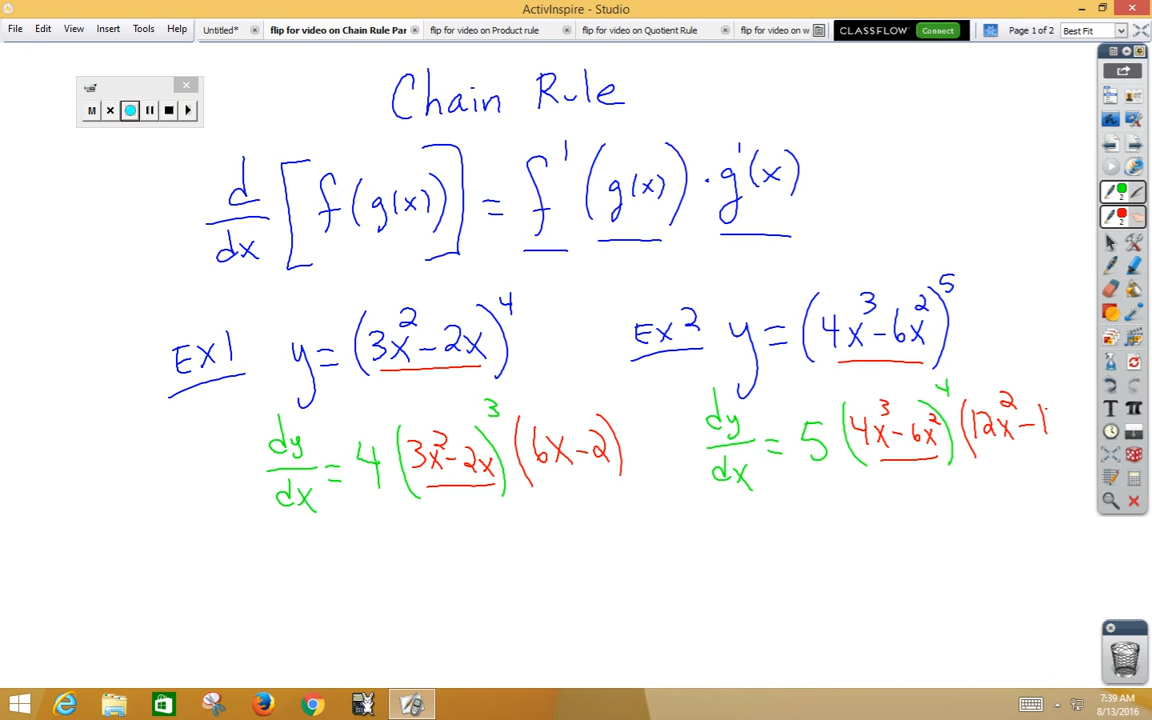 ActivInspire - Studio
File Edit View Insert Tools Help
Untitled* flip for video on Chain Rule Par flip for video on Product rule flip for video on Quotient Rule flip for video on w CLASSFLOW Connect Page 1 of 2 Best Fit
M
Chain Rule
d/dx [f(g(x))] = f'(g(x)) · g'(x)
Ex1 y = (3x² - 2x)⁴
Ex2 y = (4x³ - 6x²)⁵
dy/dx = 4(3x² - 2x)³(6x - 2)
dy/dx = 5(4x³ - 6x²)⁴(12x² - 1
2
2
7:39 AM
8/13/2016